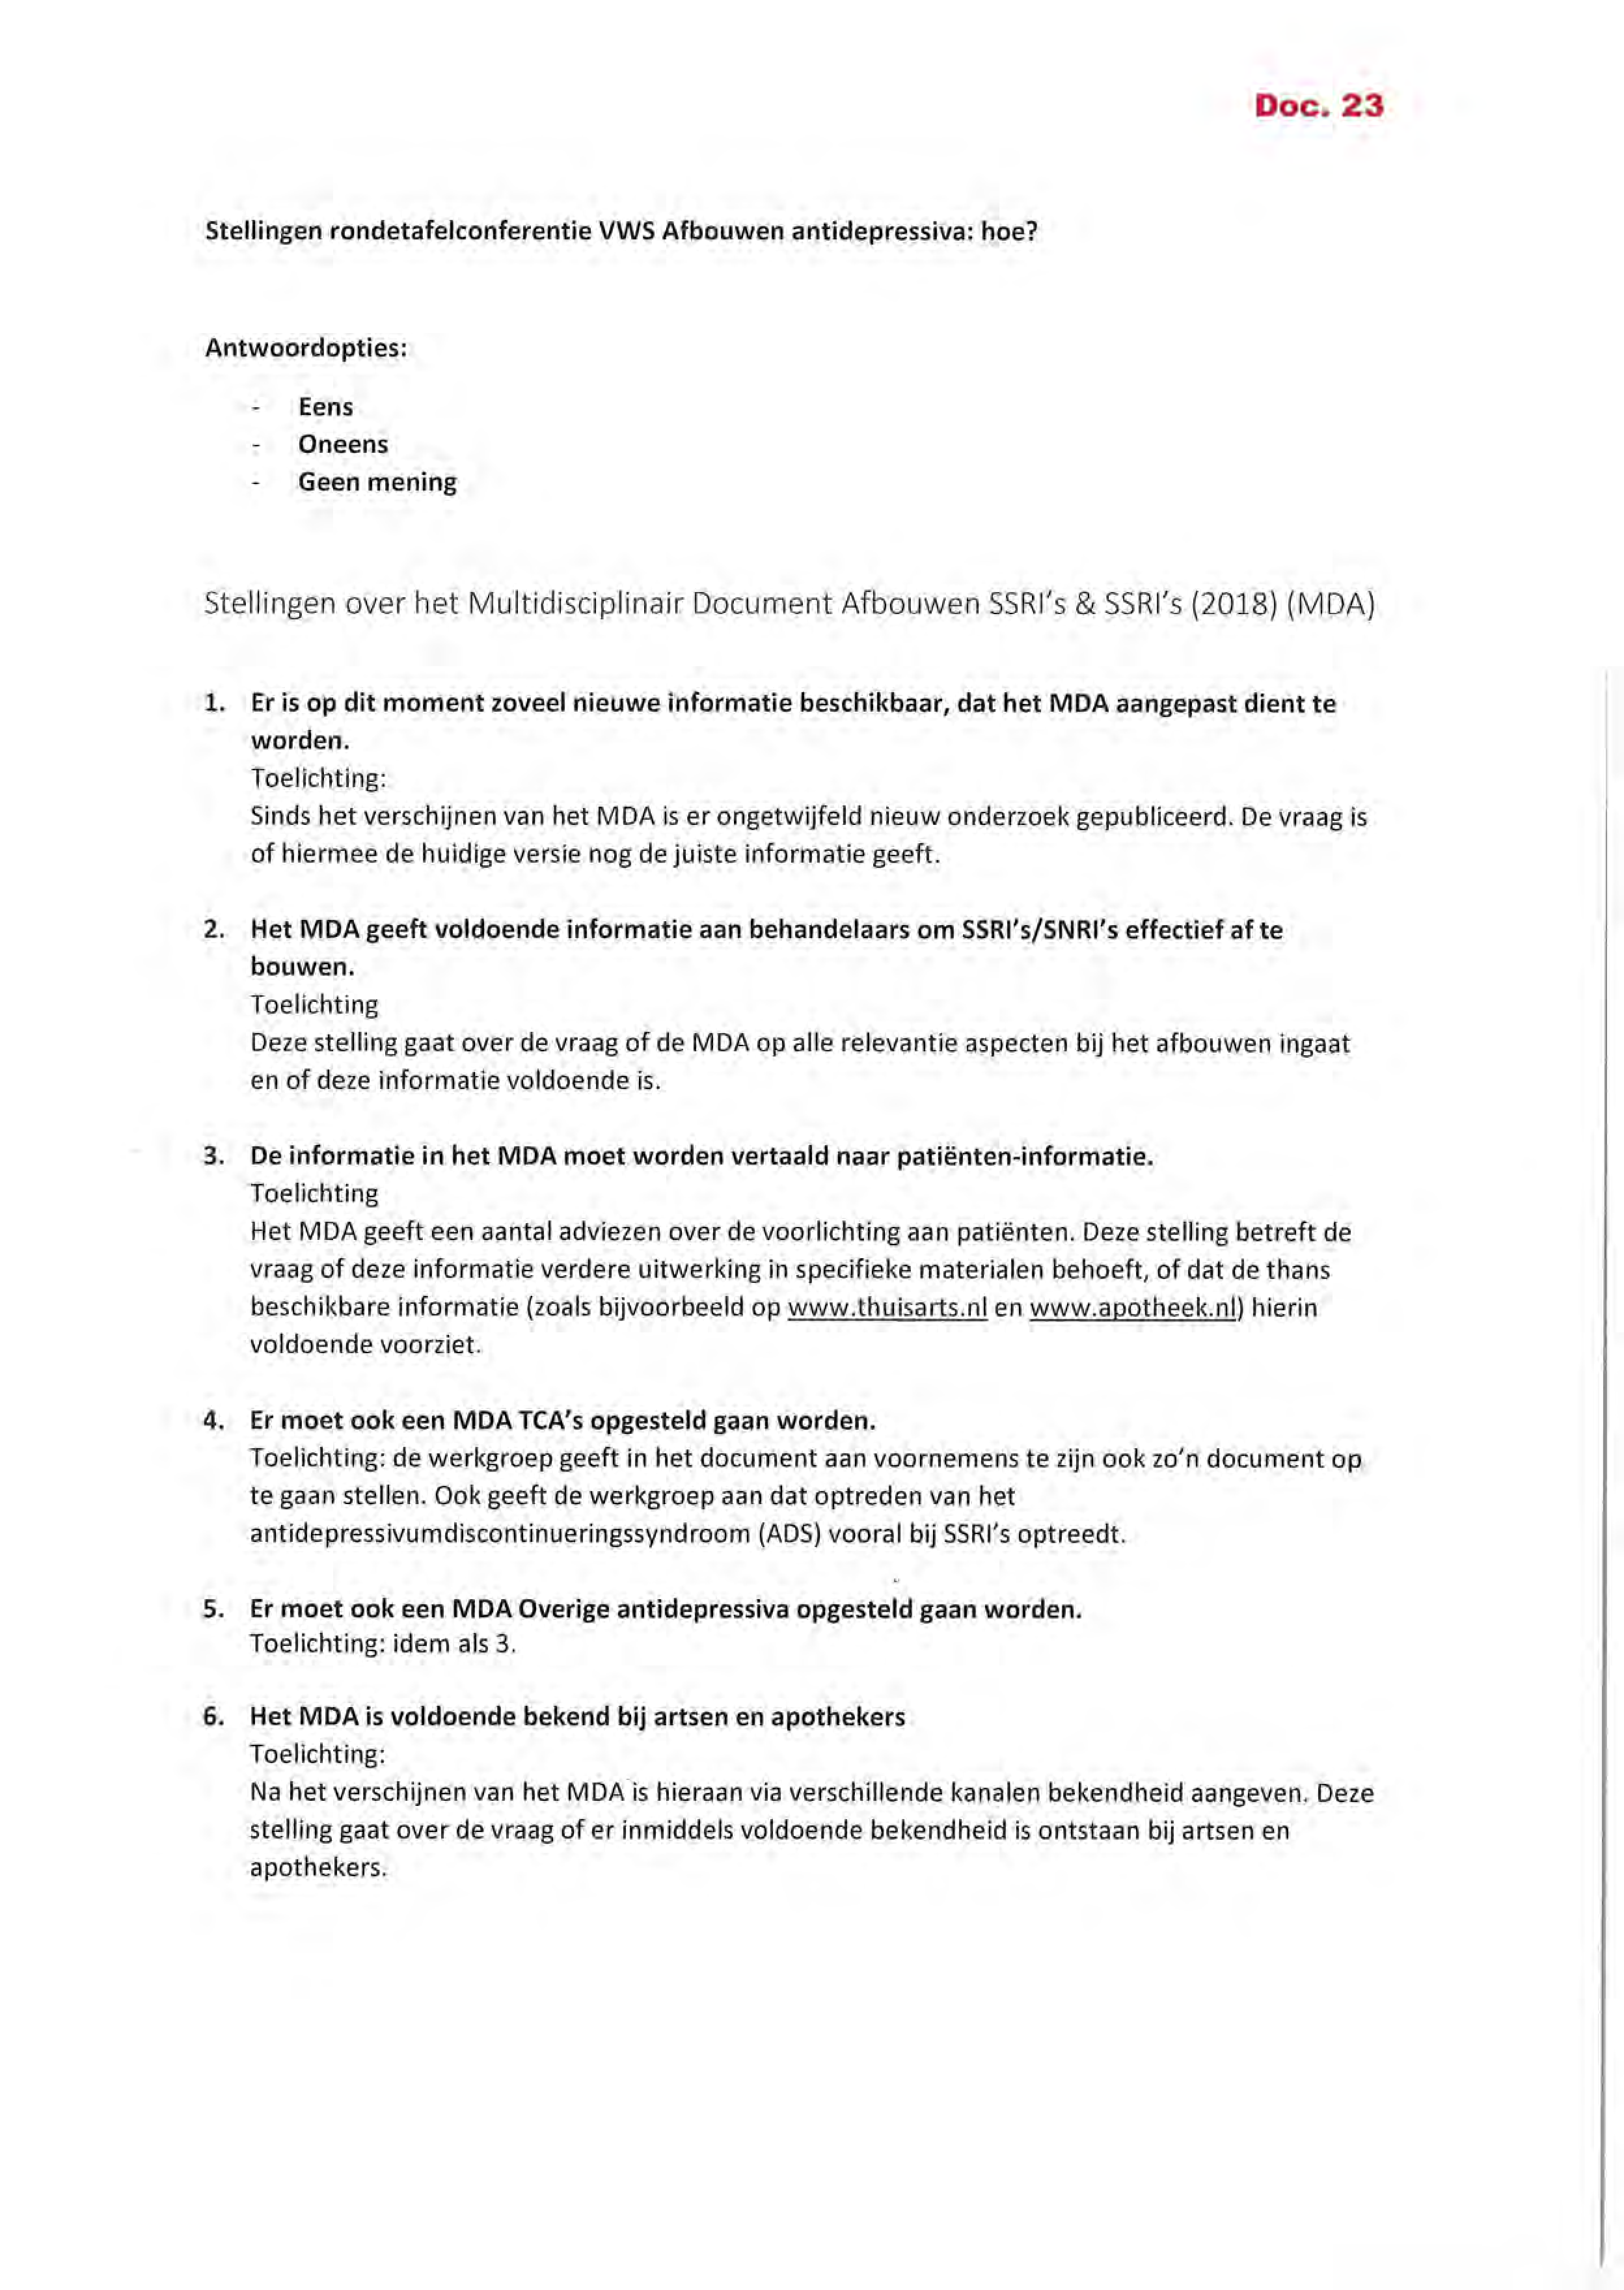 Doc. 23
Stellingen rondetafelconferentie VWS Afbouwen antidepressiva: hoe?
Antwoordopties:
- Eens
- Oneens
- Geen mening
Stellingen over het Multidisciplinair Document Afbouwen SSRI's & SSRI's (2018) (MDA)
1. Er is op dit moment zoveel nieuwe informatie beschikbaar, dat het MDA aangepast dient te
worden.
Toelichting:
Sinds het verschijnen van het MDA is er ongetwijfeld nieuw onderzoek gepubliceerd. De vraag is
of hiermee de huidige versie nog de juiste informatie geeft.
2. Het MDA geeft voldoende informatie aan behandelaars om SSRI's/SNRI's effectief af te
bouwen.
Toelichting
Deze stelling gaat over de vraag of de MDA op alle relevantie aspecten bij het afbouwen ingaat
en of deze informatie voldoende is.
3. De informatie in het MDA moet worden vertaald naar patiënten-informatie.
Toelichting
Het MDA geeft een aantal adviezen over de voorlichting aan patiënten. Deze stelling betreft de
vraag of deze informatie verdere uitwerking in specifieke materialen behoeft, of dat de thans
beschikbare informatie (zoals bijvoorbeeld op www.thuisarts.nl en www.apotheek.nl) hierin
voldoende voorziet.
4. Er moet ook een MDA TCA's opgesteld gaan worden.
Toelichting: de werkgroep geeft in het document aan voornemens te zijn ook zo'n document op
te gaan stellen. Ook geeft de werkgroep aan dat optreden van het
antidepressivumdiscontinueringssyndroom (ADS) vooral bij SSRI's optreedt.
5. Er moet ook een MDA Overige antidepressiva opgesteld gaan worden.
Toelichting: idem als 3.
6. Het MDA is voldoende bekend bij artsen en apothekers
Toelichting:
Na het verschijnen van het MDA is hieraan via verschillende kanalen bekendheid aangeven. Deze
stelling gaat over de vraag of er inmiddels voldoende bekendheid is ontstaan bij artsen en
apothekers.